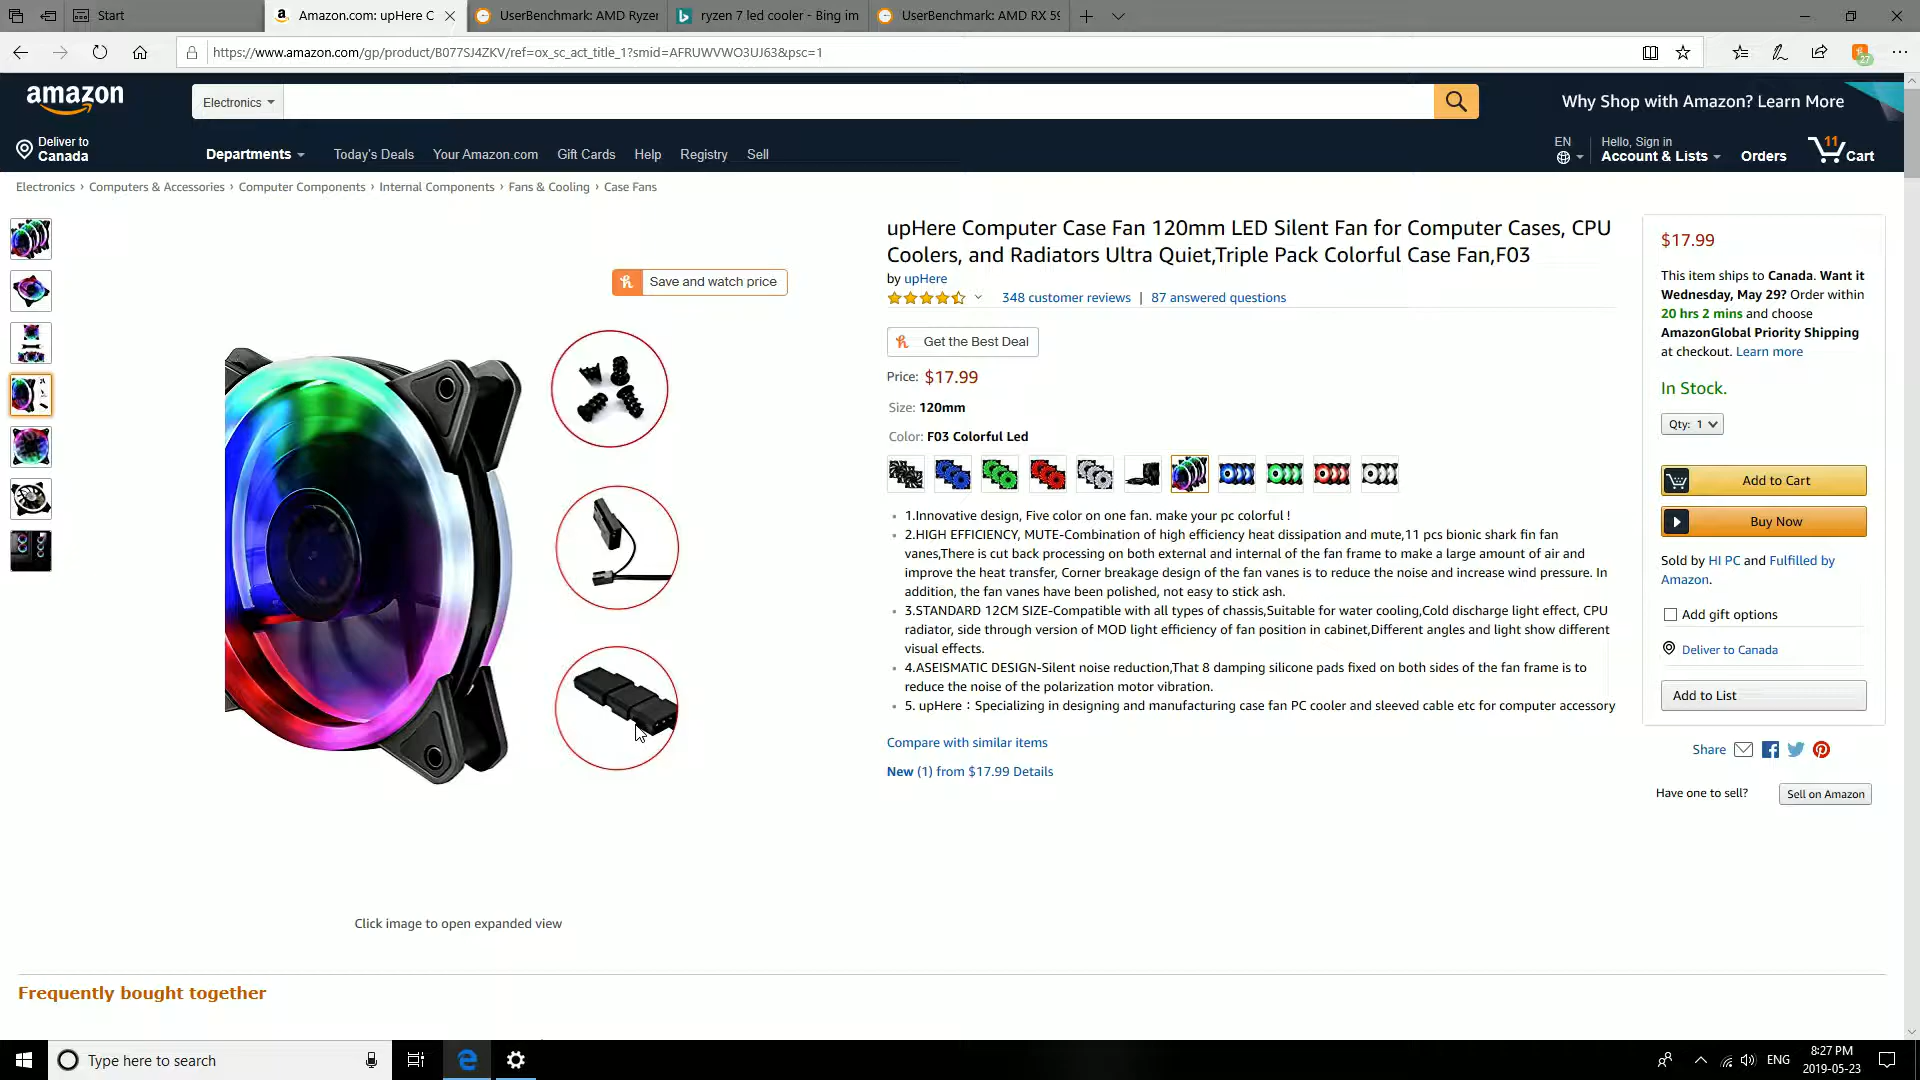 Start
Amazon.com: upHere C
UserBenchmark: AMD Ryzer
ryzen 7 led cooler - Bing im
UserBenchmark: AMD RX 59
https://www.amazon.com/gp/product/B077SJ4ZKV/ref=ox_sc_act_title_1?smid=AFRUWVWO3UJ63&psc=1
27
amazon
Electronics
Why Shop with Amazon? Learn More
Deliver to
Canada
Departments
Today's Deals
Your Amazon.com
Gift Cards
Help
Registry
Sell
EN
Hello, Sign in
Account & Lists
Orders
11
Cart
Electronics › Computers & Accessories › Computer Components › Internal Components › Fans & Cooling › Case Fans
Save and watch price
Click image to open expanded view
upHere Computer Case Fan 120mm LED Silent Fan for Computer Cases, CPU
Coolers, and Radiators Ultra Quiet,Triple Pack Colorful Case Fan,F03
by upHere
348 customer reviews | 87 answered questions
Get the Best Deal
Price: $17.99
Size: 120mm
Color: F03 Colorful Led
• 1.Innovative design, Five color on one fan. make your pc colorful !
• 2.HIGH EFFICIENCY, MUTE-Combination of high efficiency heat dissipation and mute,11 pcs bionic shark fin fan
vanes,There is cut back processing on both external and internal of the fan frame to make a large amount of air and
improve the heat transfer, Corner breakage design of the fan vanes is to reduce the noise and increase wind pressure. In
addition, the fan vanes have been polished, not easy to stick ash.
• 3.STANDARD 12CM SIZE-Compatible with all types of chassis,Suitable for water cooling,Cold discharge light effect, CPU
radiator, side through version of MOD light efficiency of fan position in cabinet,Different angles and light show different
visual effects.
• 4.ASEISMATIC DESIGN-Silent noise reduction,That 8 damping silicone pads fixed on both sides of the fan frame is to
reduce the noise of the polarization motor vibration.
• 5. upHere：Specializing in designing and manufacturing case fan PC cooler and sleeved cable etc for computer accessory
Compare with similar items
New (1) from $17.99 Details
$17.99
This item ships to Canada. Want it
Wednesday, May 29? Order within
20 hrs 2 mins and choose
AmazonGlobal Priority Shipping
at checkout. Learn more
In Stock.
Qty: 1
Add to Cart
Buy Now
Sold by HI PC and Fulfilled by
Amazon.
Add gift options
Deliver to Canada
Add to List
Share
Have one to sell?
Sell on Amazon
Frequently bought together
Type here to search
ENG
8:27 PM
2019-05-23